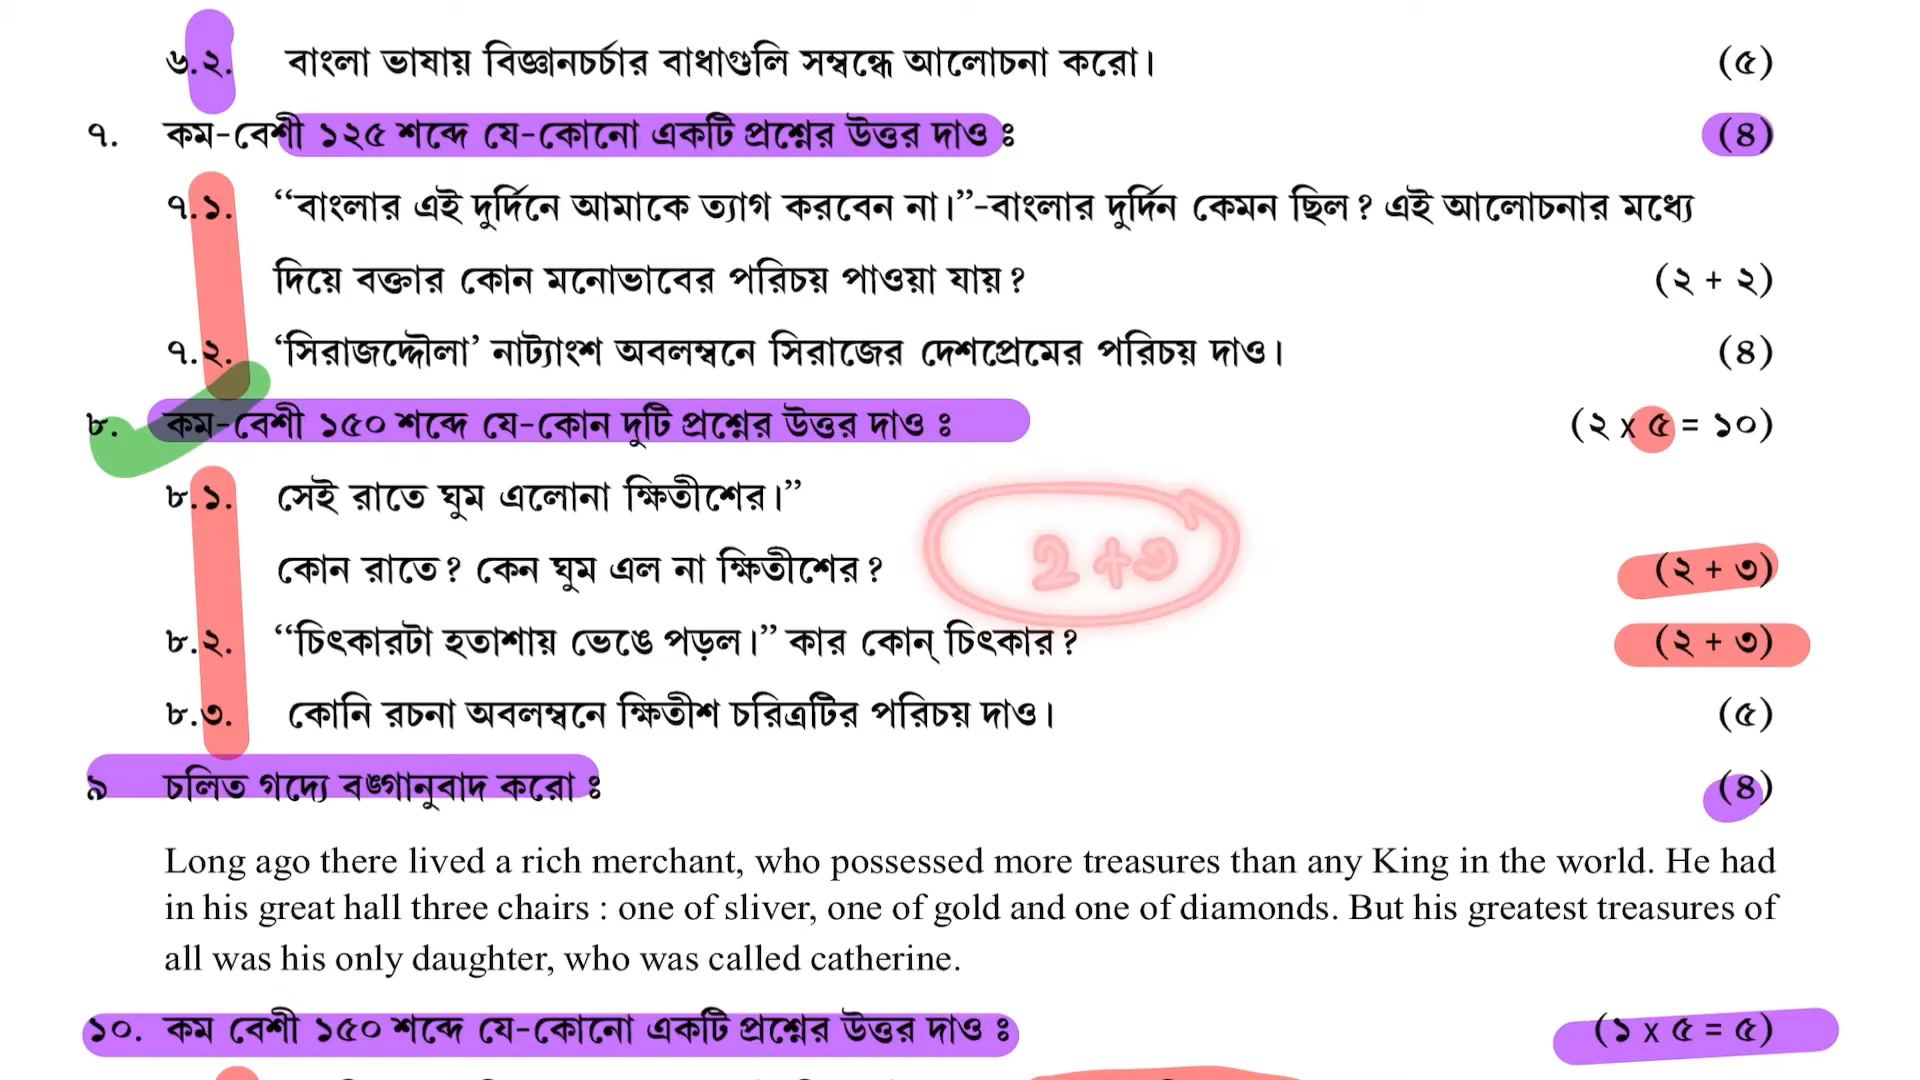 ৬.২. বাংলা ভাষায় বিজ্ঞানচর্চার বাধাগুলি সম্বন্ধে আলোচনা করো। (৫)
৭. কম-বেশী ১২৫ শব্দে যে-কোনো একটি প্রশ্নের উত্তর দাও ঃ (৪)
৭.১. “বাংলার এই দুর্দিনে আমাকে ত্যাগ করবেন না।”-বাংলার দুর্দিন কেমন ছিল? এই আলোচনার মধ্যে
দিয়ে বক্তার কোন মনোভাবের পরিচয় পাওয়া যায়? (২ + ২)
৭.২. ‘সিরাজদ্দৌলা’ নাট্যাংশ অবলম্বনে সিরাজের দেশপ্রেমের পরিচয় দাও। (৪)
৮. কম-বেশী ১৫০ শব্দে যে-কোন দুটি প্রশ্নের উত্তর দাও ঃ (২ x ৫ = ১০)
৮.১. সেই রাতে ঘুম এলোনা ক্ষিতীশের।”
2+৩
কোন রাতে? কেন ঘুম এল না ক্ষিতীশের? (২ + ৩)
৮.২. “চিৎকারটা হতাশায় ভেঙে পড়ল।” কার কোন্ চিৎকার? (২ + ৩)
৮.৩. কোনি রচনা অবলম্বনে ক্ষিতীশ চরিত্রটির পরিচয় দাও। (৫)
৯ চলিত গদ্যে বঙ্গানুবাদ করো ঃ (৪)
Long ago there lived a rich merchant, who possessed more treasures than any King in the world. He had
in his great hall three chairs : one of sliver, one of gold and one of diamonds. But his greatest treasures of
all was his only daughter, who was called catherine.
১০. কম বেশী ১৫০ শব্দে যে-কোনো একটি প্রশ্নের উত্তর দাও ঃ (১ x ৫ = ৫)